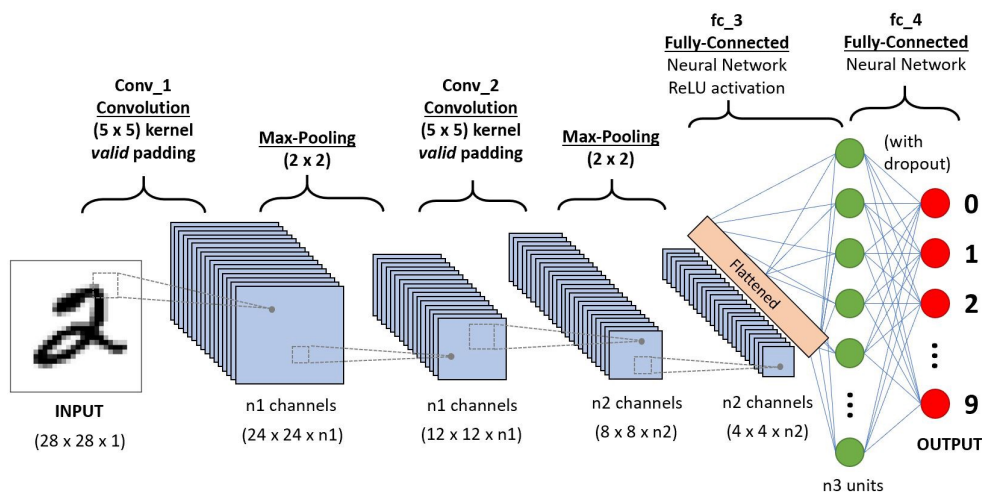 Conv_1
Convolution
(5 x 5) kernel
valid padding
Max-Pooling
(2 x 2)
Conv_2
Convolution
(5 x 5) kernel
valid padding
Max-Pooling
(2 x 2)
fc_3
Fully-Connected
Neural Network
ReLU activation
fc_4
Fully-Connected
Neural Network
(with
dropout)
2
Flattened
0
1
2
9
OUTPUT
INPUT
(28 x 28 x 1)
n1 channels
(24 x 24 x n1)
n1 channels
(12 x 12 x n1)
n2 channels
(8 x 8 x n2)
n2 channels
(4 x 4 x n2)
n3 units